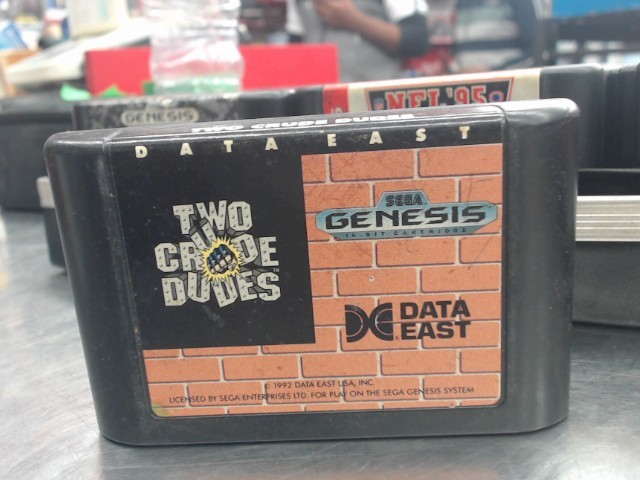 GENESIS
NFL '95
TWO CRUDE DUDES
DATA EAST
TWO
CRUDE
DUDES
SEGA
GENESIS
16-BIT CARTRIDGE
DATA
EAST
© 1992 DATA EAST USA, INC.
LICENSED BY SEGA ENTERPRISES LTD. FOR PLAY ON THE SEGA GENESIS SYSTEM